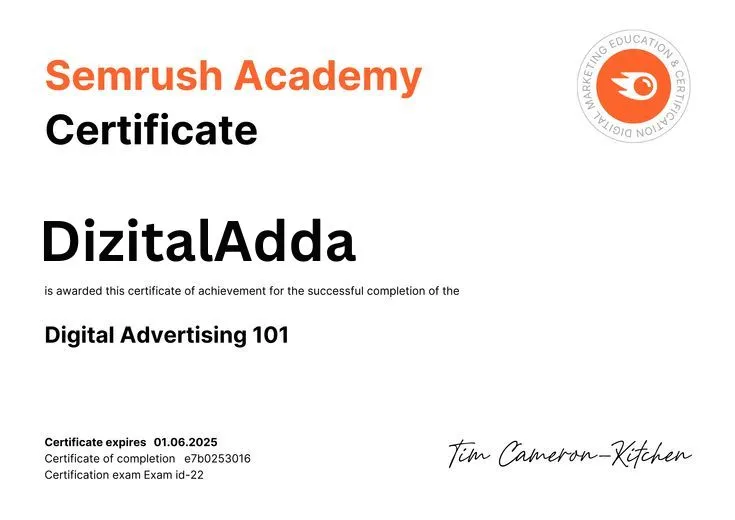 Semrush Academy
Certificate
DIGITAL MARKETING EDUCATION & CERTIFICATION
DizitalAdda
is awarded this certificate of achievement for the successful completion of the
Digital Advertising 101
Certificate expires 01.06.2025
Certificate of completion e7b0253016
Certification exam Exam id-22
Tim Cameron-Kitchen